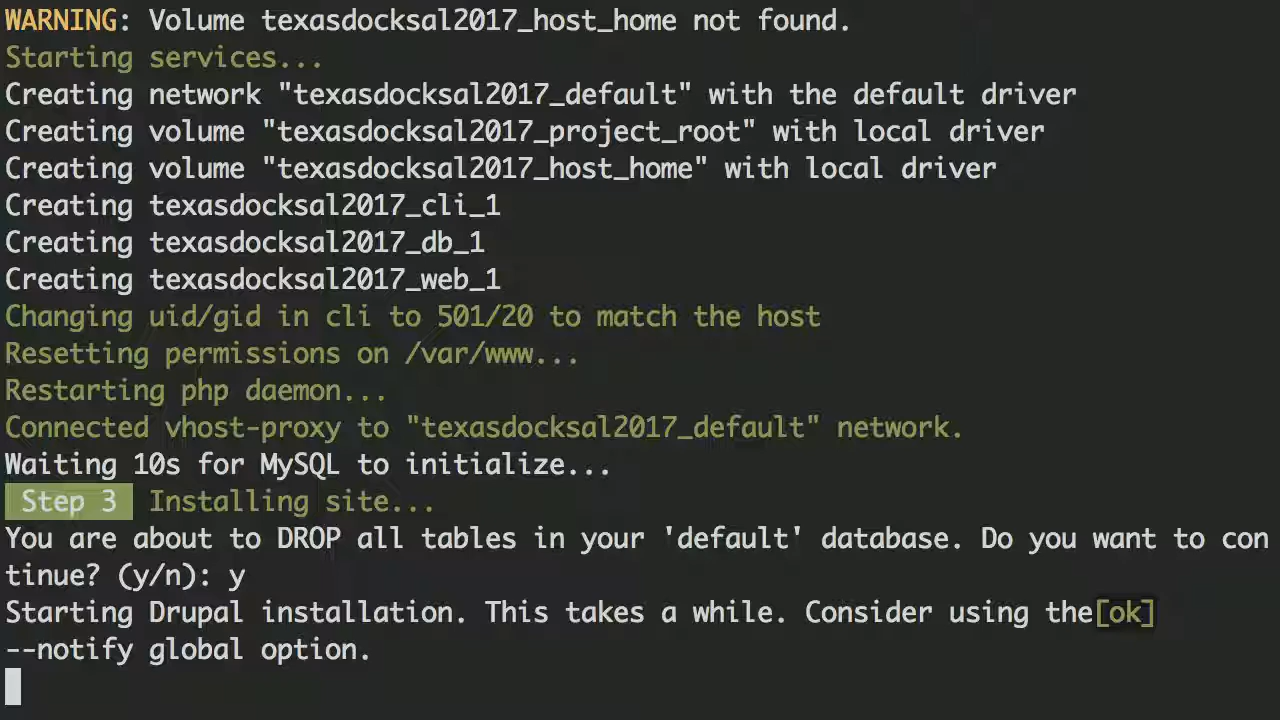 WARNING: Volume texasdocksal2017_host_home not found.
Starting services...
Creating network "texasdocksal2017_default" with the default driver
Creating volume "texasdocksal2017_project_root" with local driver
Creating volume "texasdocksal2017_host_home" with local driver
Creating texasdocksal2017_cli_1
Creating texasdocksal2017_db_1
Creating texasdocksal2017_web_1
Changing uid/gid in cli to 501/20 to match the host
Resetting permissions on /var/www...
Restarting php daemon...
Connected vhost-proxy to "texasdocksal2017_default" network.
Waiting 10s for MySQL to initialize...
Step 3 Installing site...
You are about to DROP all tables in your 'default' database. Do you want to con
tinue? (y/n): y
Starting Drupal installation. This takes a while. Consider using the[ok]
--notify global option.